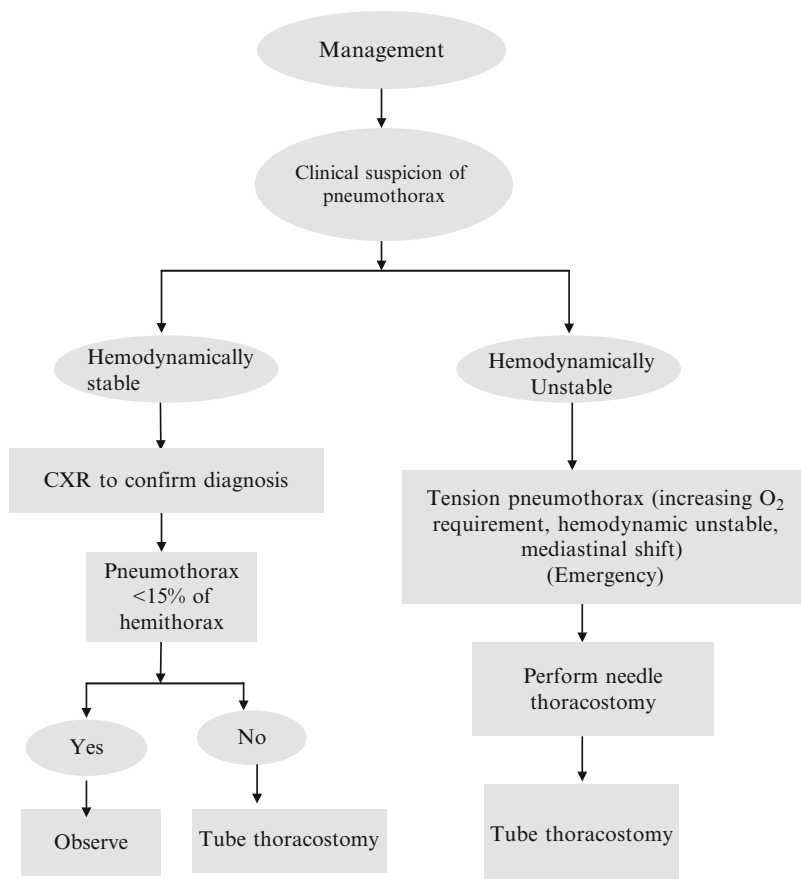 Management
Clinical suspicion of
pneumothorax
Hemodynamically
stable
Hemodynamically
Unstable
CXR to confirm diagnosis
Tension pneumothorax (increasing O₂
requirement, hemodynamic unstable,
mediastinal shift)
(Emergency)
Pneumothorax
<15% of
hemithorax
Perform needle
thoracostomy
Yes
No
Observe
Tube thoracostomy
Tube thoracostomy